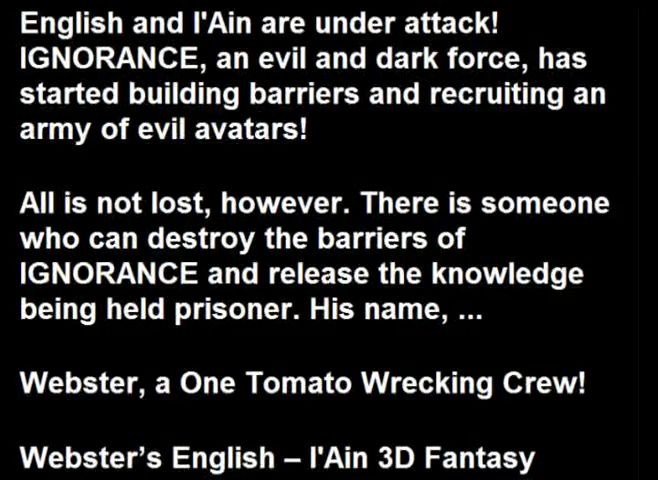 English and I'Ain are under attack!
IGNORANCE, an evil and dark force, has
started building barriers and recruiting an
army of evil avatars!
All is not lost, however. There is someone
who can destroy the barriers of
IGNORANCE and release the knowledge
being held prisoner. His name, ...
Webster, a One Tomato Wrecking Crew!
Webster’s English – I'Ain 3D Fantasy